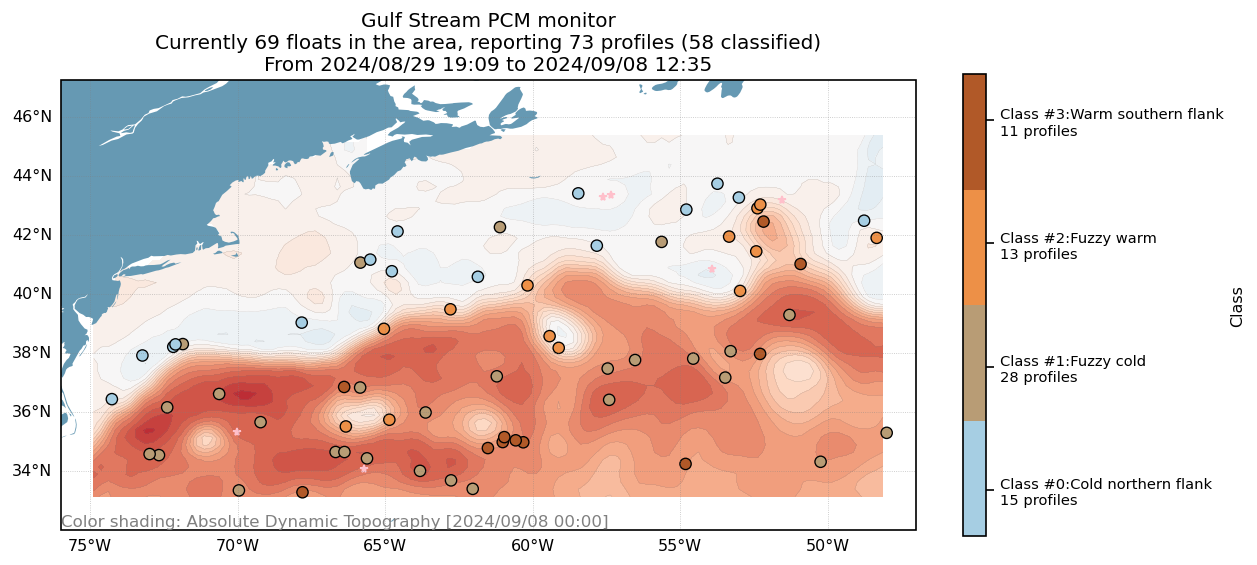 Gulf Stream PCM monitor
Currently 69 floats in the area, reporting 73 profiles (58 classified)
From 2024/08/29 19:09 to 2024/09/08 12:35
46°N
44°N
42°N
40°N
38°N
36°N
34°N
Color shading: Absolute Dynamic Topography [2024/09/08 00:00]
75°W
70°W
65°W
60°W
55°W
50°W
Class #3:Warm southern flank
11 profiles
Class #2:Fuzzy warm
13 profiles
Class #1:Fuzzy cold
28 profiles
Class #0:Cold northern flank
15 profiles
Class